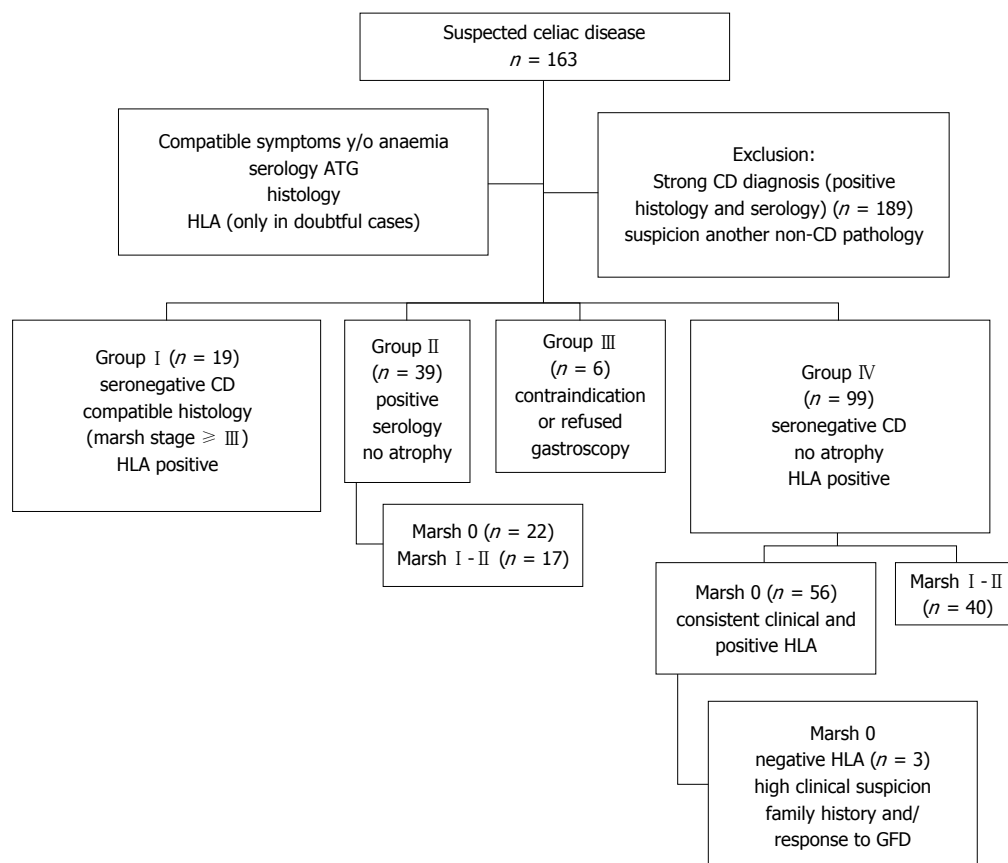 Suspected celiac disease
n = 163
Compatible symptoms y/o anaemia
serology ATG
histology
HLA (only in doubtful cases)
Exclusion:
Strong CD diagnosis (positive
histology and serology) (n = 189)
suspicion another non-CD pathology
Group Ⅰ (n = 19)
seronegative CD
compatible histology
(marsh stage ≥ Ⅲ)
HLA positive
Group Ⅱ
(n = 39)
positive
serology
no atrophy
Group Ⅲ
(n = 6)
contraindication
or refused
gastroscopy
Group Ⅳ
(n = 99)
seronegative CD
no atrophy
HLA positive
Marsh 0 (n = 22)
Marsh Ⅰ-Ⅱ (n = 17)
Marsh 0 (n = 56)
consistent clinical and
positive HLA
Marsh Ⅰ-Ⅱ
(n = 40)
Marsh 0
negative HLA (n = 3)
high clinical suspicion
family history and/
response to GFD